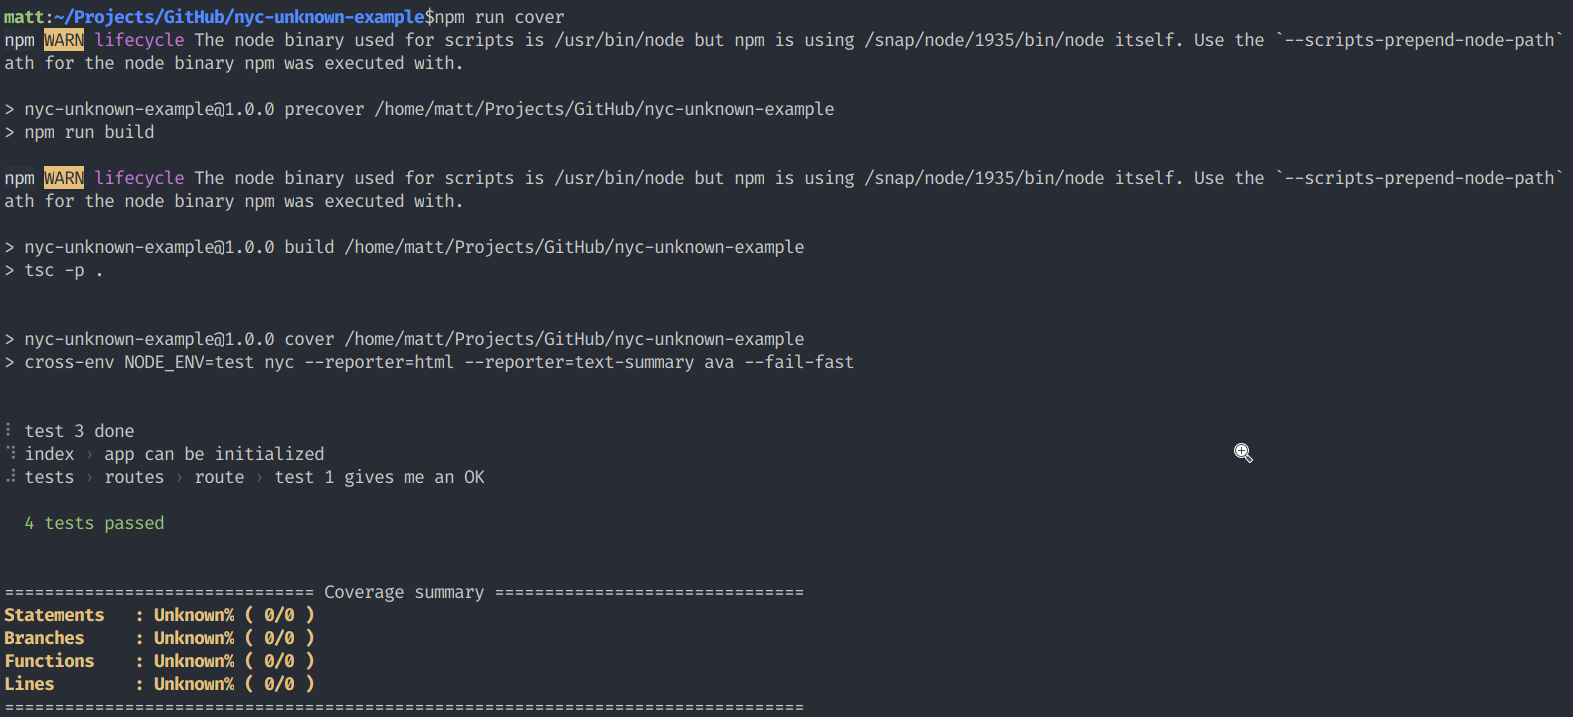 matt:~/Projects/GitHub/nyc-unknown-example$npm run cover
npm WARN lifecycle The node binary used for scripts is /usr/bin/node but npm is using /snap/node/1935/bin/node itself. Use the `--scripts-prepend-node-path`
ath for the node binary npm was executed with.
> nyc-unknown-example@1.0.0 precover /home/matt/Projects/GitHub/nyc-unknown-example
> npm run build
npm WARN lifecycle The node binary used for scripts is /usr/bin/node but npm is using /snap/node/1935/bin/node itself. Use the `--scripts-prepend-node-path`
ath for the node binary npm was executed with.
> nyc-unknown-example@1.0.0 build /home/matt/Projects/GitHub/nyc-unknown-example
> tsc -p .
> nyc-unknown-example@1.0.0 cover /home/matt/Projects/GitHub/nyc-unknown-example
> cross-env NODE_ENV=test nyc --reporter=html --reporter=text-summary ava --fail-fast
test 3 done
index › app can be initialized
tests › routes › route › test 1 gives me an OK
4 tests passed
=============================== Coverage summary ===============================
Statements   : Unknown% ( 0/0 )
Branches     : Unknown% ( 0/0 )
Functions    : Unknown% ( 0/0 )
Lines        : Unknown% ( 0/0 )
================================================================================